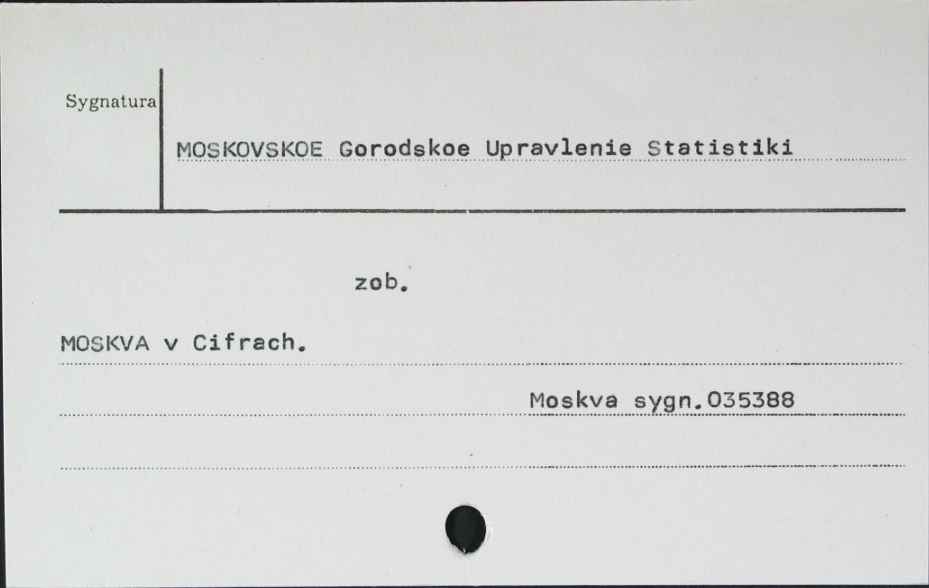 Sygnatura
MOSKOVSKOE Gorodskoe Upravlenie Statistiki
zob.
MOSKVA v Cifrach.
Moskva sygn.035388